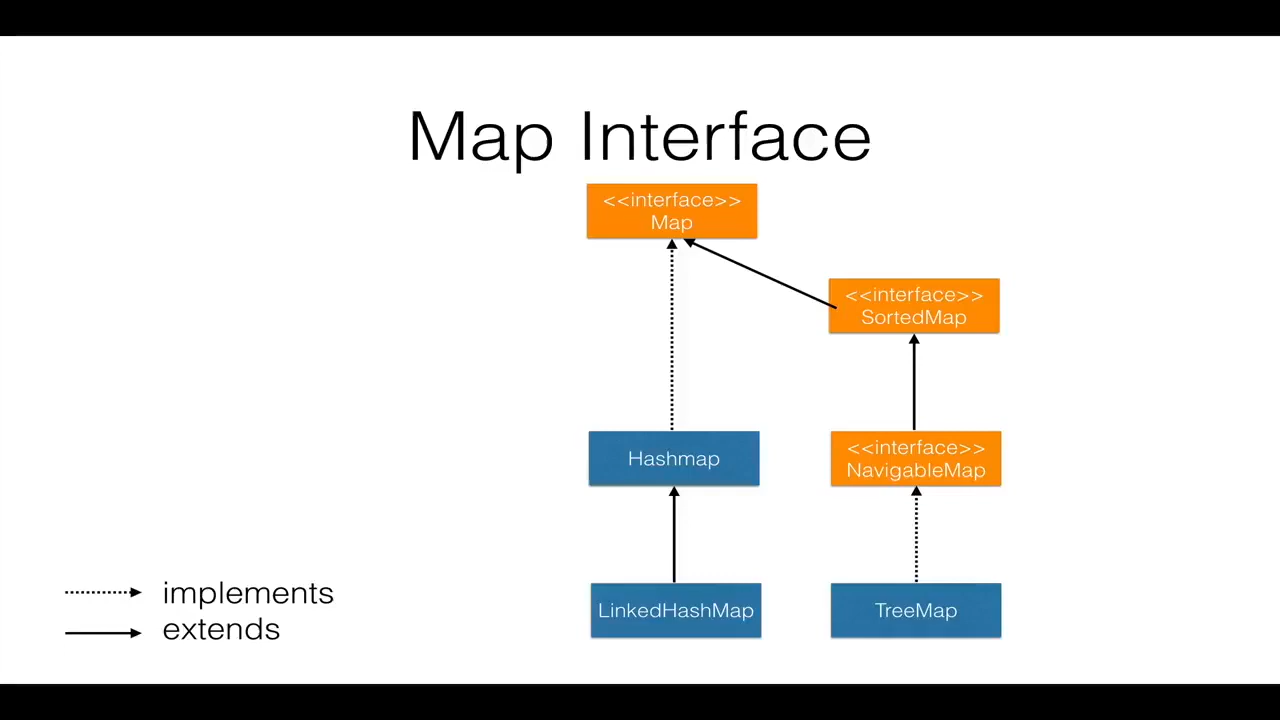 Map Interface
<<interface>>
Map
<<interface>>
SortedMap
Hashmap
<<interface>>
NavigableMap
LinkedHashMap
TreeMap
implements
extends